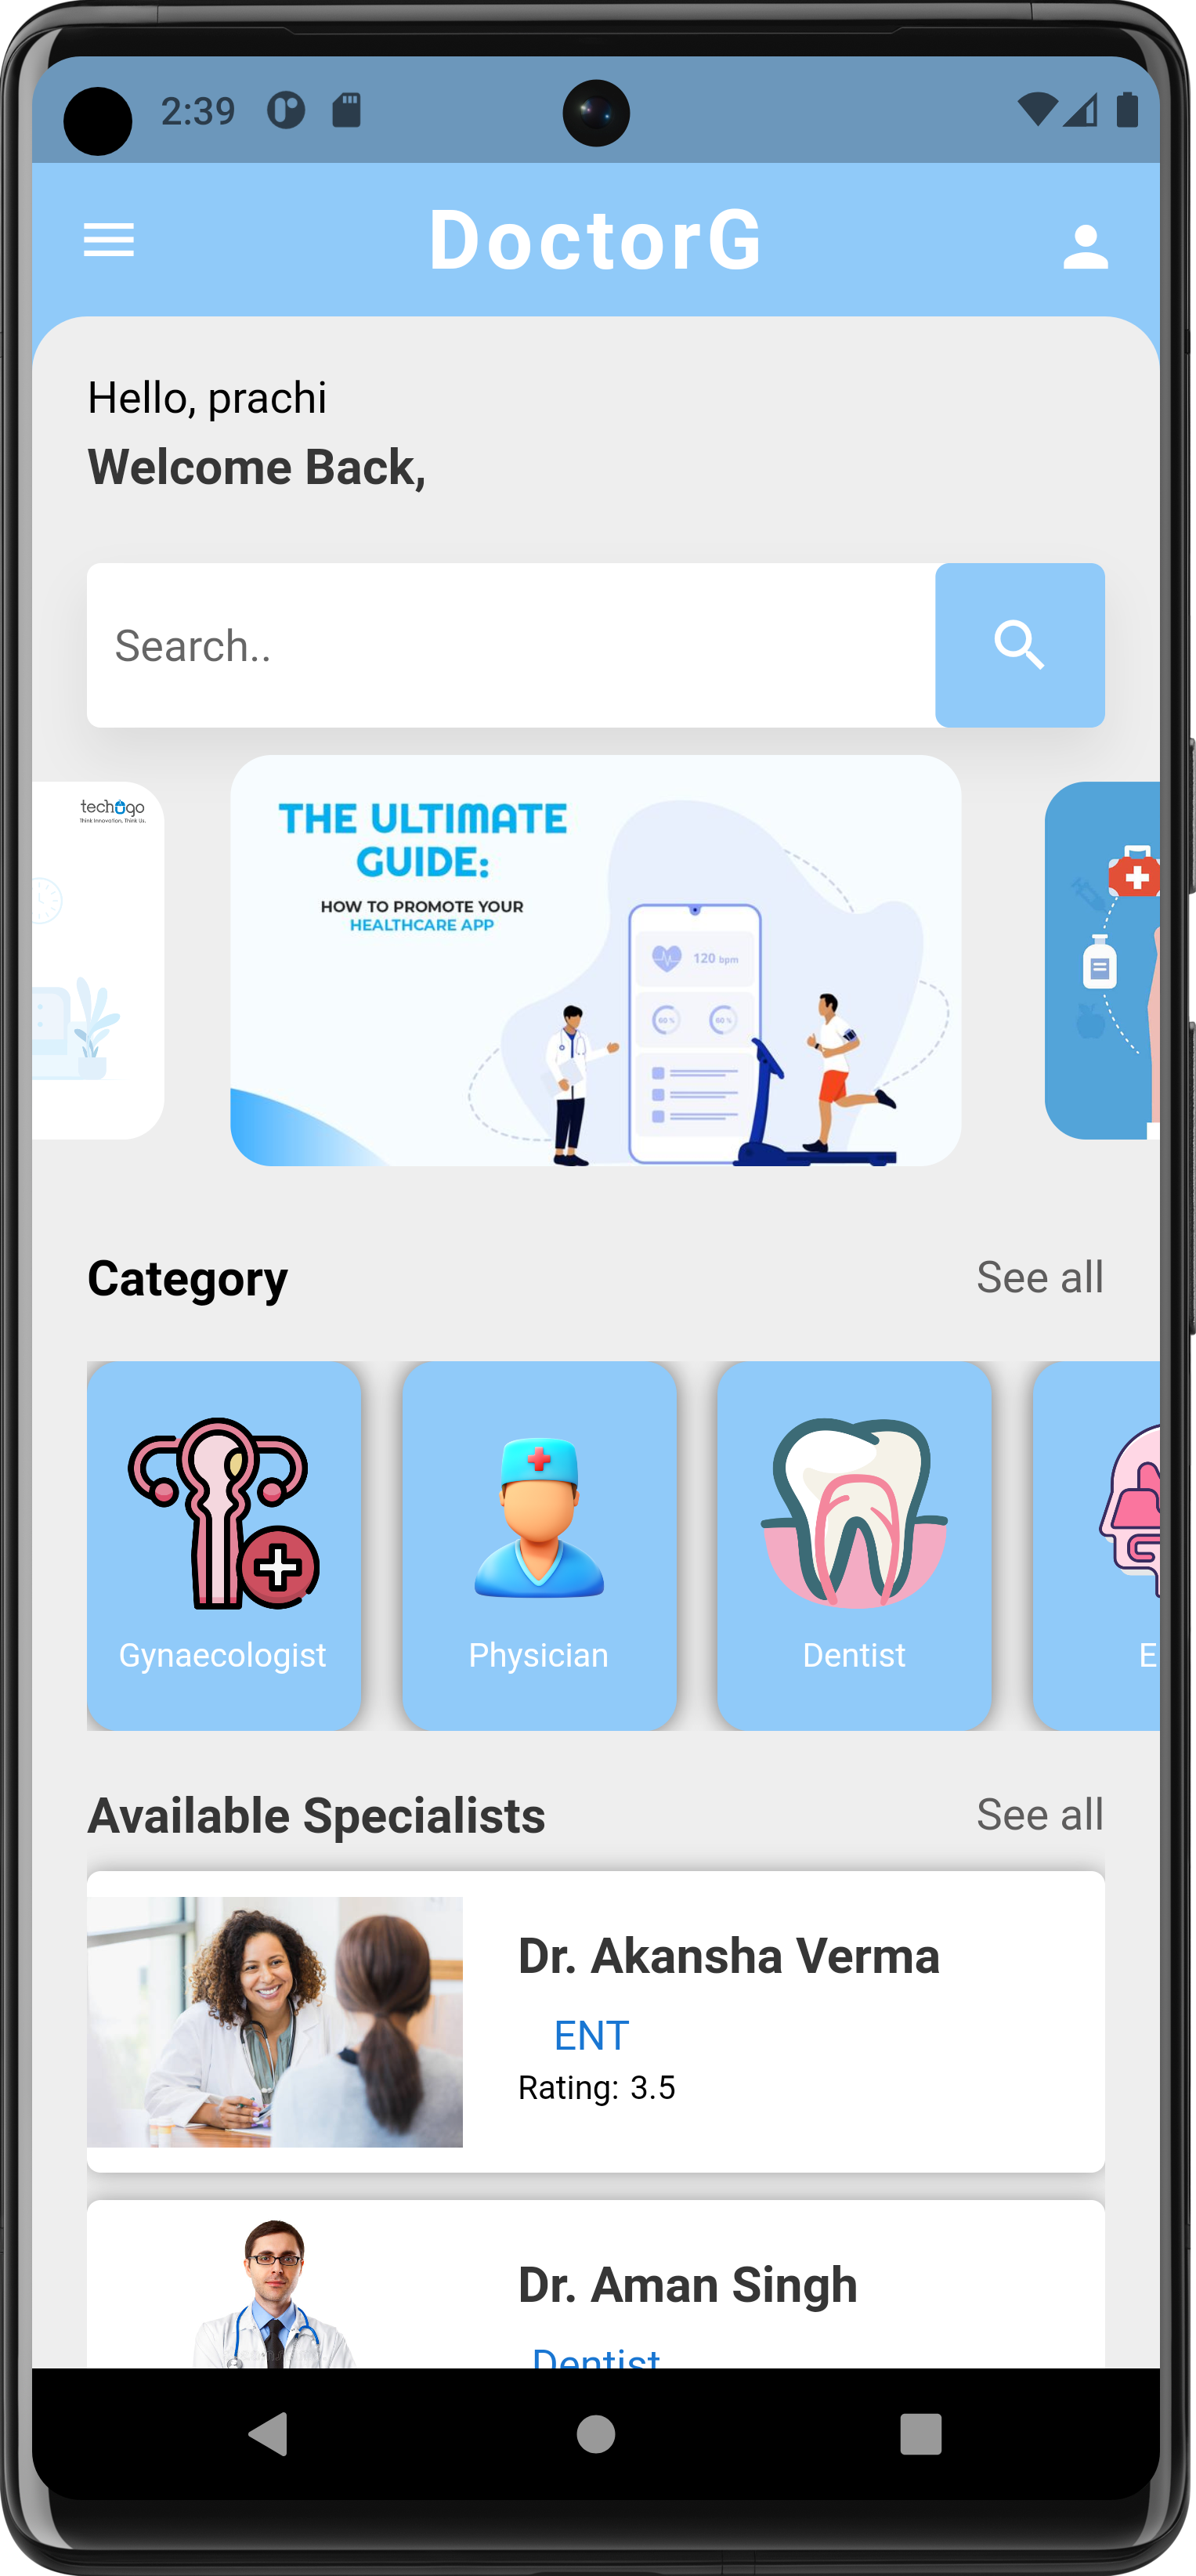 2:39
DoctorG
Hello, prachi
Welcome Back,
Search..
techugo
Think Innovation, Think Us.
THE ULTIMATE
GUIDE:
HOW TO PROMOTE YOUR
HEALTHCARE APP
120 bpm
60 %
60 %
Category
See all
Gynaecologist
Physician
Dentist
E
Available Specialists
See all
Dr. Akansha Verma
ENT
Rating: 3.5
Dr. Aman Singh
Dentist